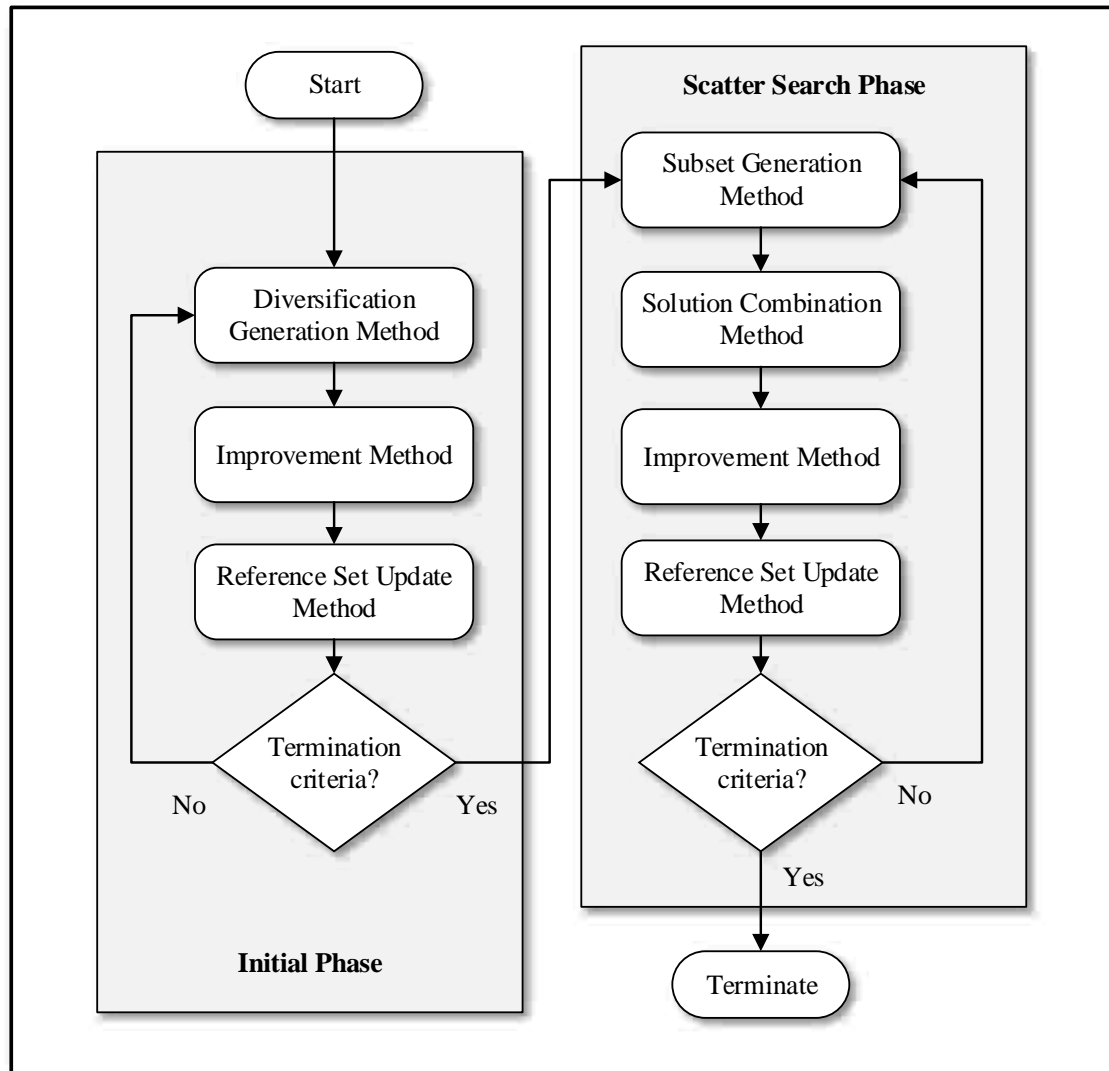 Start
Diversification
Generation Method
Improvement Method
Reference Set Update
Method
Termination
criteria?
No
Yes
Initial Phase
Scatter Search Phase
Subset Generation
Method
Solution Combination
Method
Improvement Method
Reference Set Update
Method
Termination
criteria?
No
Yes
Terminate